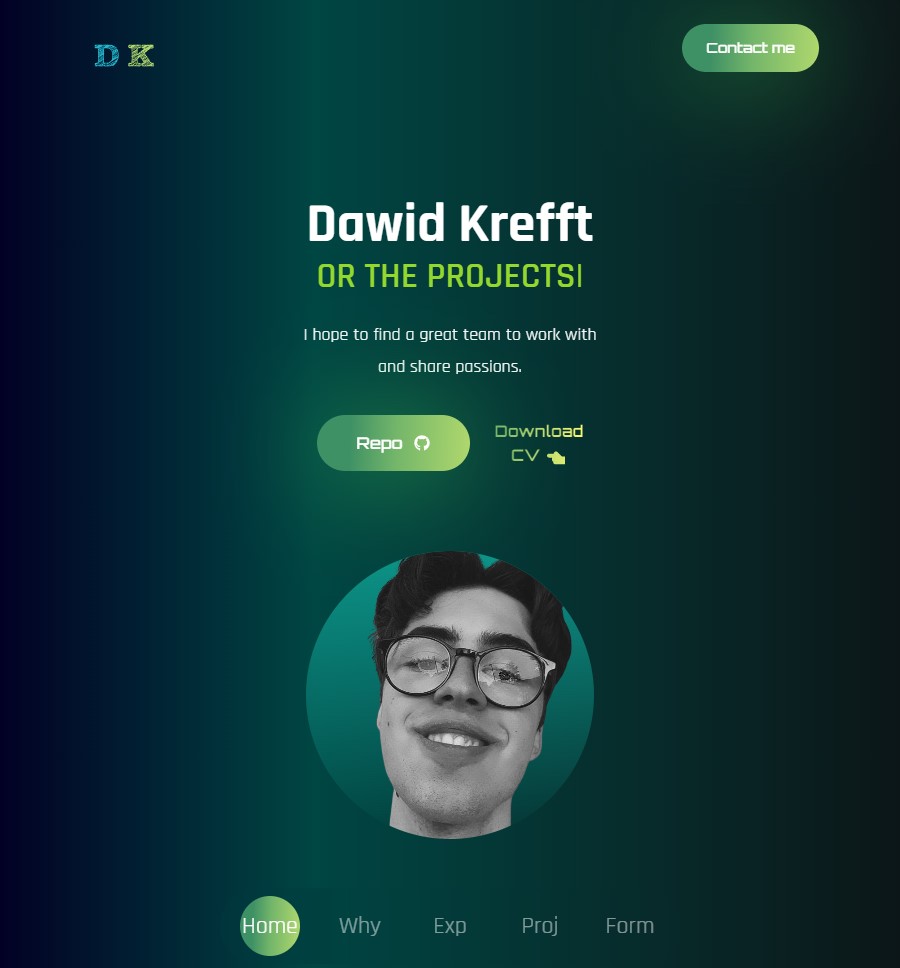 D K
Contact me
Dawid Krefft
OR THE PROJECTS
I hope to find a great team to work with
and share passions.
Repo
Download
CV
Home Why Exp Proj Form